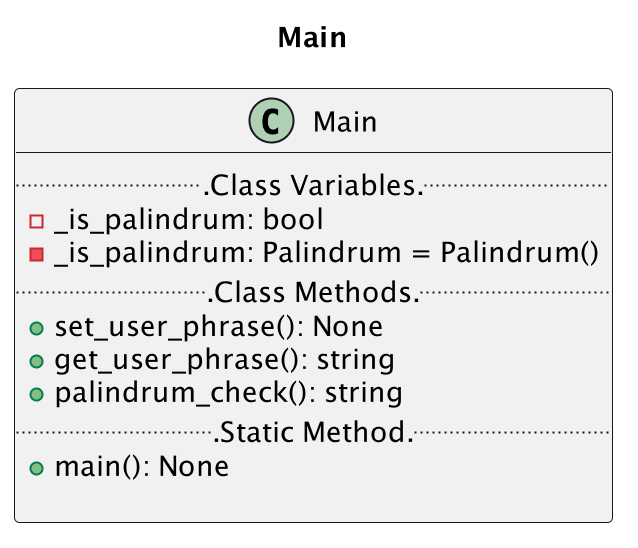 Main
C Main
.Class Variables.
_is_palindrum: bool
_is_palindrum: Palindrum = Palindrum()
.Class Methods.
set_user_phrase(): None
get_user_phrase(): string
palindrum_check(): string
.Static Method.
main(): None